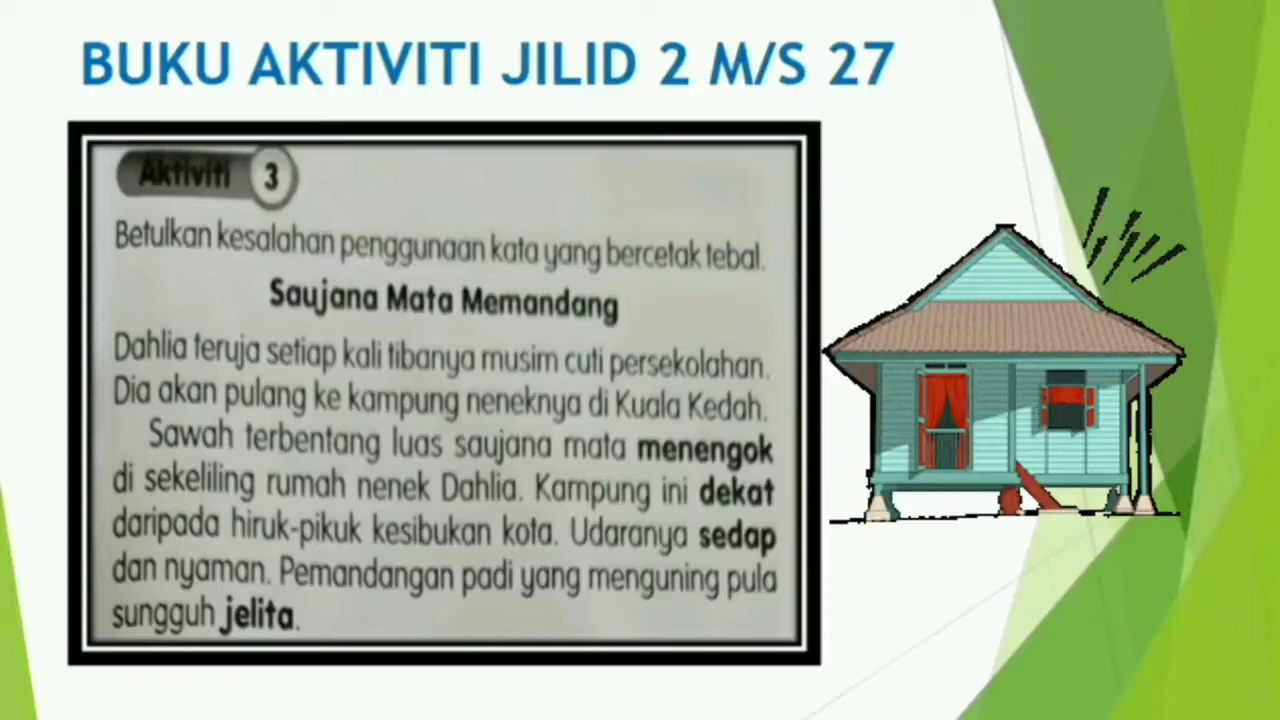 BUKU AKTIVITI JILID 2 M/S 27
Aktiviti 3
Betulkan kesalahan penggunaan kata yang bercetak tebal.
Saujana Mata Memandang
Dahlia teruja setiap kali tibanya musim cuti persekolahan.
Dia akan pulang ke kampung neneknya di Kuala Kedah.
Sawah terbentang luas saujana mata menengok
di sekeliling rumah nenek Dahlia. Kampung ini dekat
daripada hiruk-pikuk kesibukan kota. Udaranya sedap
dan nyaman. Pemandangan padi yang menguning pula
sungguh jelita.